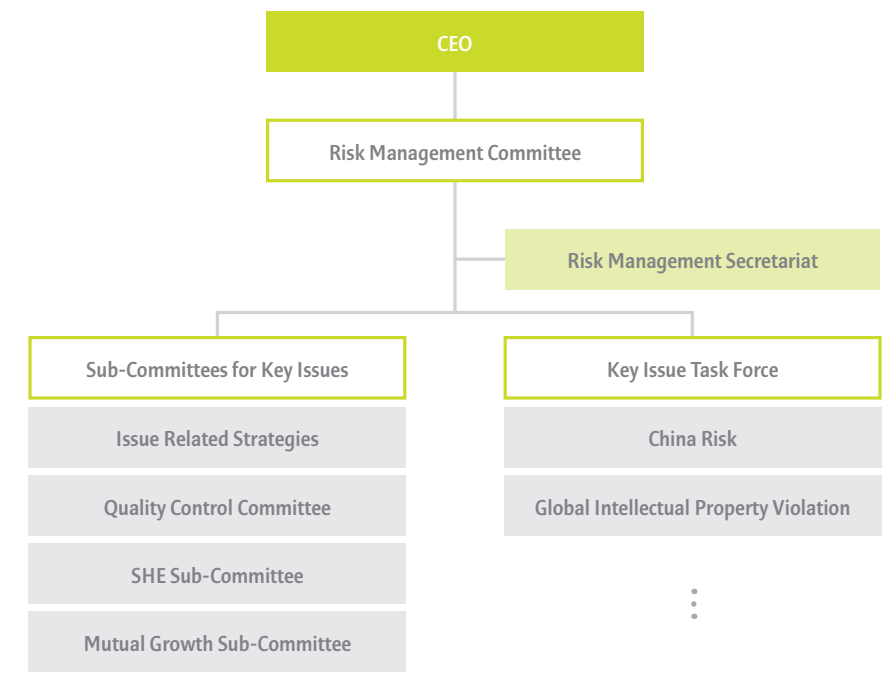 CEO
Risk Management Committee
Risk Management Secretariat
Sub-Committees for Key Issues
Issue Related Strategies
Quality Control Committee
SHE Sub-Committee
Mutual Growth Sub-Committee
Key Issue Task Force
China Risk
Global Intellectual Property Violation